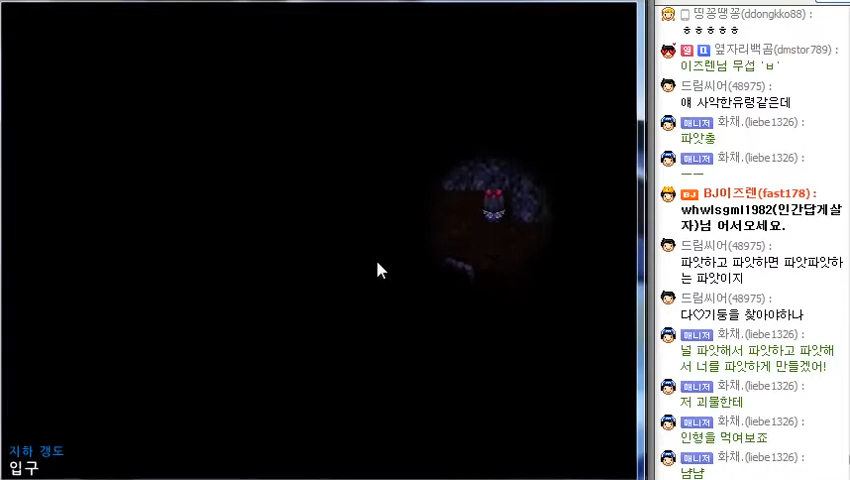 띵꽁땡꽁(ddongkko88) :
ㅎㅎㅎㅎㅎ
열 Q 옆자리백곰(dmstor789) :
이즈렌님 무섭 'ㅂ'
드럼씨어(48975) :
얘 사악한유령같은데
매니저 화채.(liebe1326) :
파앗충
매니저 화채.(liebe1326) :
ㅡㅡ
BJ BJ이즈렌(fast178) :
whwlsgml1982(인간답게살
자)님 어서오세요.
드럼씨어(48975) :
파앗하고 파앗하면 파앗파앗하
는 파앗이지
드럼씨어(48975) :
다♡기둥을 찾아야하나
매니저 화채.(liebe1326) :
널 파앗해서 파앗하고 파앗해
서 너를 파앗하게 만들겠어!
매니저 화채.(liebe1326) :
저 괴물한테
매니저 화채.(liebe1326) :
인형을 먹여보죠
매니저 화채.(liebe1326) :
냠냠
지하 갱도
입구